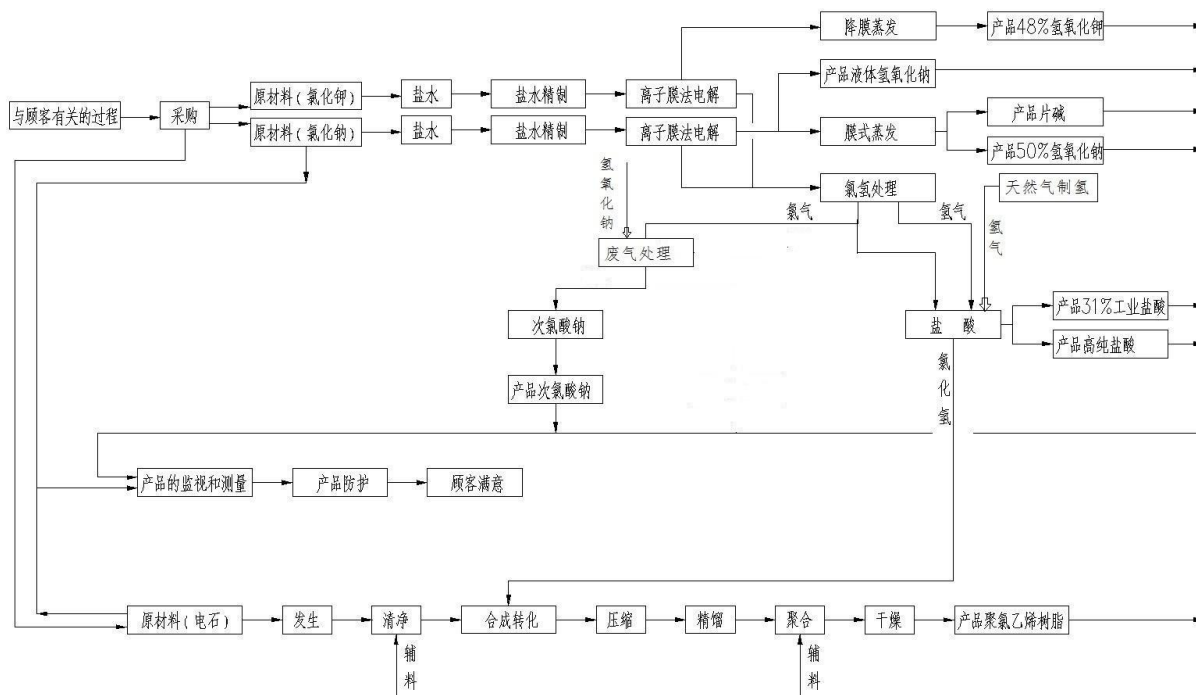 降膜蒸发
产品48%氢氧化钾
产品液体氢氧化钠
与顾客有关的过程
采购
原材料(氯化钾)
盐水
盐水精制
离子膜法电解
原材料(氯化钠)
盐水
盐水精制
离子膜法电解
膜式蒸发
产品片碱
产品50%氢氧化钠
氢氧化钠
氯氢处理
天然气制氢
氯气
氢气
氢气
废气处理
次氯酸钠
盐 酸
产品31%工业盐酸
产品高纯盐酸
产品次氯酸钠
氯化氢
产品的监视和测量
产品防护
顾客满意
原材料(电石)
发生
清净
合成转化
压缩
精馏
聚合
干燥
产品聚氯乙烯树脂
辅料
辅料